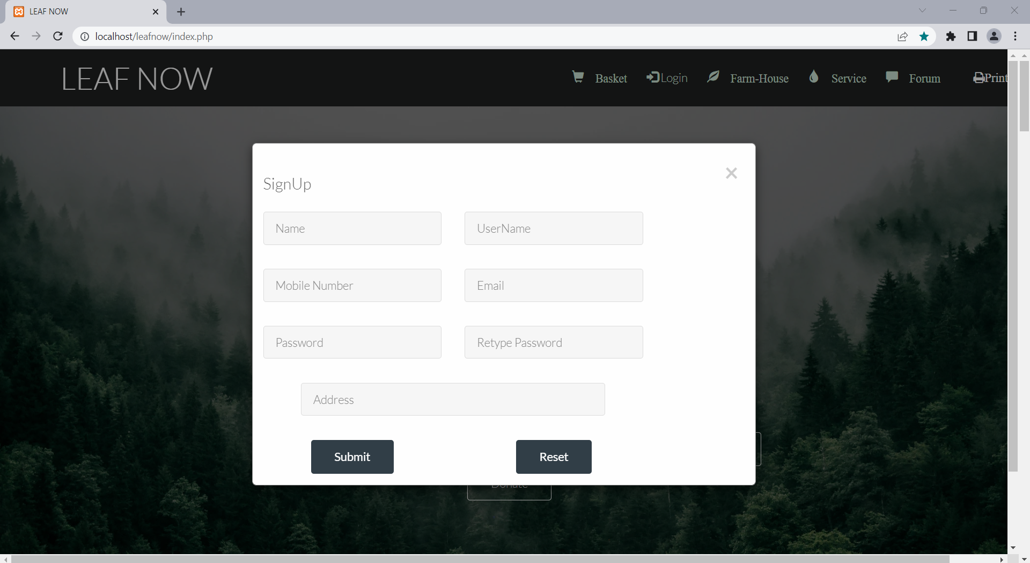 LEAF NOW
localhost/leafnow/index.php
LEAF NOW
Basket Login Farm-House Service Forum Print
SignUp
Name UserName
Mobile Number Email
Password Retype Password
Address
Submit Reset
Donate